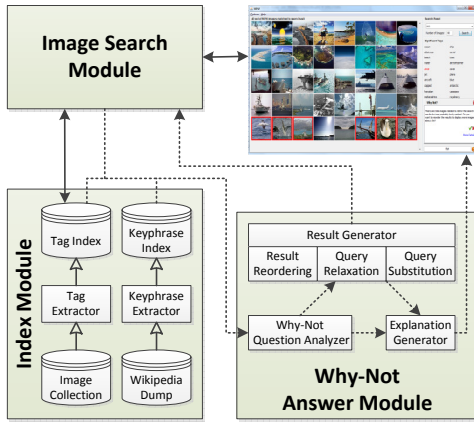 Image Search
Module
Index Module
Tag Index
Keyphrase
Index
Tag
Extractor
Keyphrase
Extractor
Image
Collection
Wikipedia
Dump
Result Generator
Result
Reordering
Query
Relaxation
Query
Substitution
Why-Not
Question Analyzer
Explanation
Generator
Why-Not
Answer Module